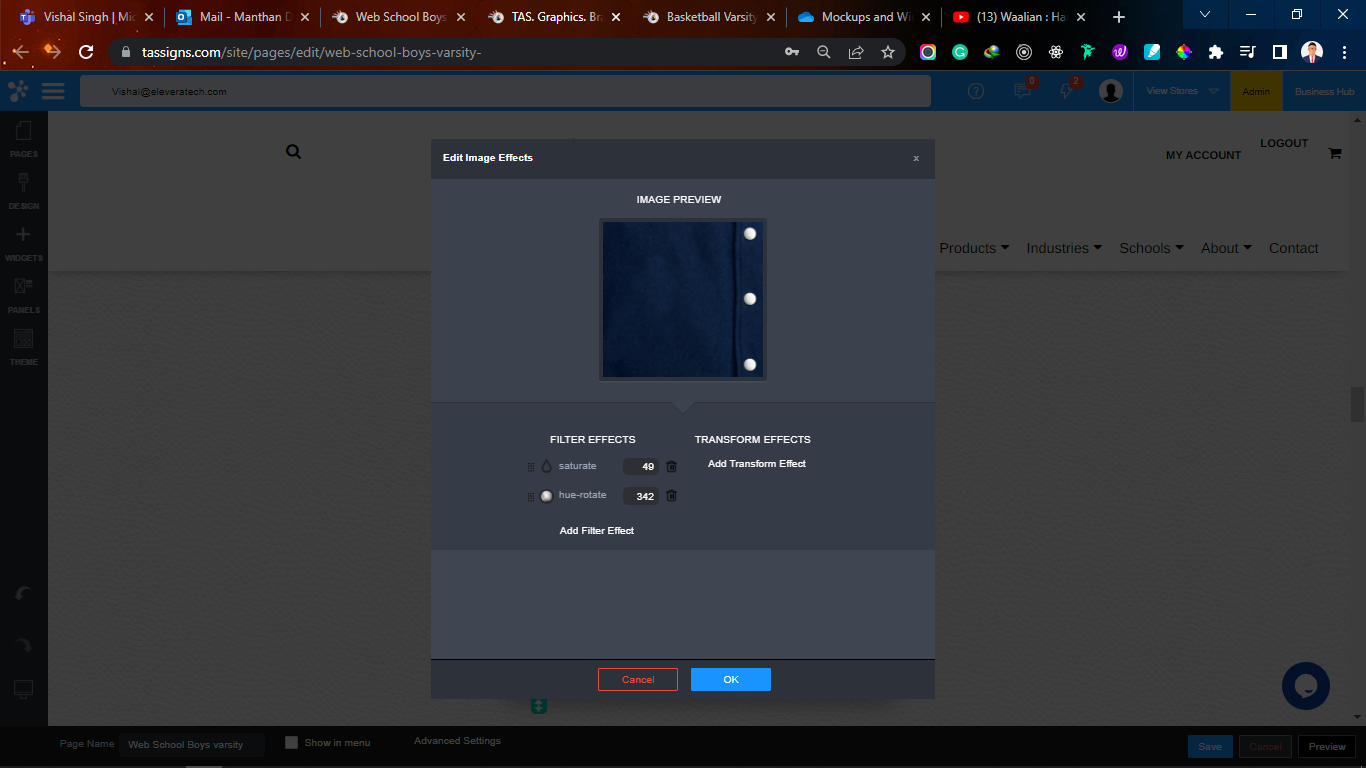 Vishal Singh | Mic
Mail - Manthan D
Web School Boys
TAS. Graphics. Bra
Basketball Varsity
Mockups and Wi
(13) Waalian : Ha
tassigns.com/site/pages/edit/web-school-boys-varsity-
Vishal@eleveratech.com
0
2
View Stores
Admin
Business Hub
PAGES
DESIGN
WIDGETS
PANELS
THEME
MY ACCOUNT
LOGOUT
Products
Industries
Schools
About
Contact
Edit Image Effects
x
IMAGE PREVIEW
FILTER EFFECTS
TRANSFORM EFFECTS
saturate 49
Add Transform Effect
hue-rotate 342
Add Filter Effect
Cancel
OK
Page Name
Web School Boys varsity
Show in menu
Advanced Settings
Save
Cancel
Preview